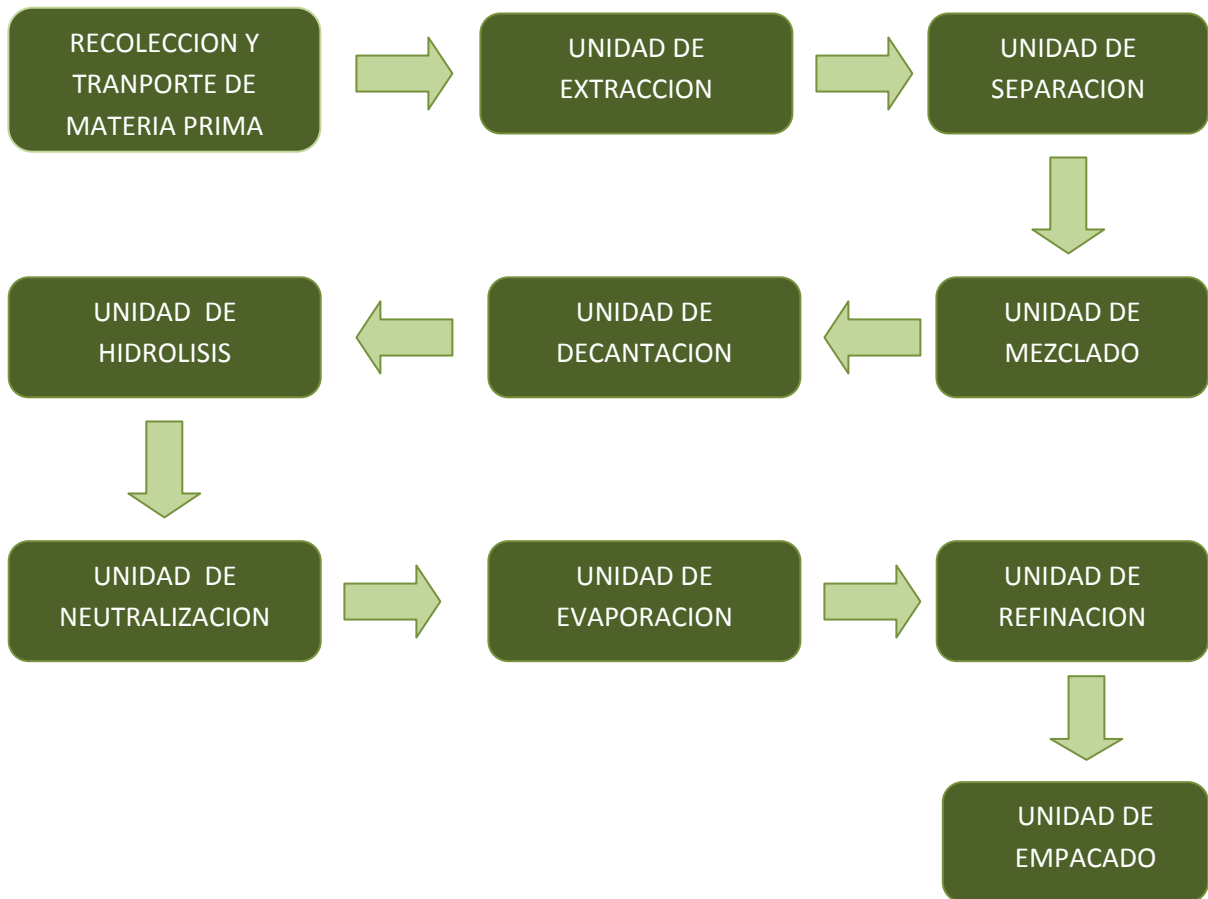 RECOLECCION Y
TRANPORTE DE
MATERIA PRIMA
UNIDAD DE
EXTRACCION
UNIDAD DE
SEPARACION
UNIDAD DE
MEZCLADO
UNIDAD DE
DECANTACION
UNIDAD DE
HIDROLISIS
UNIDAD DE
NEUTRALIZACION
UNIDAD DE
EVAPORACION
UNIDAD DE
REFINACION
UNIDAD DE
EMPACADO